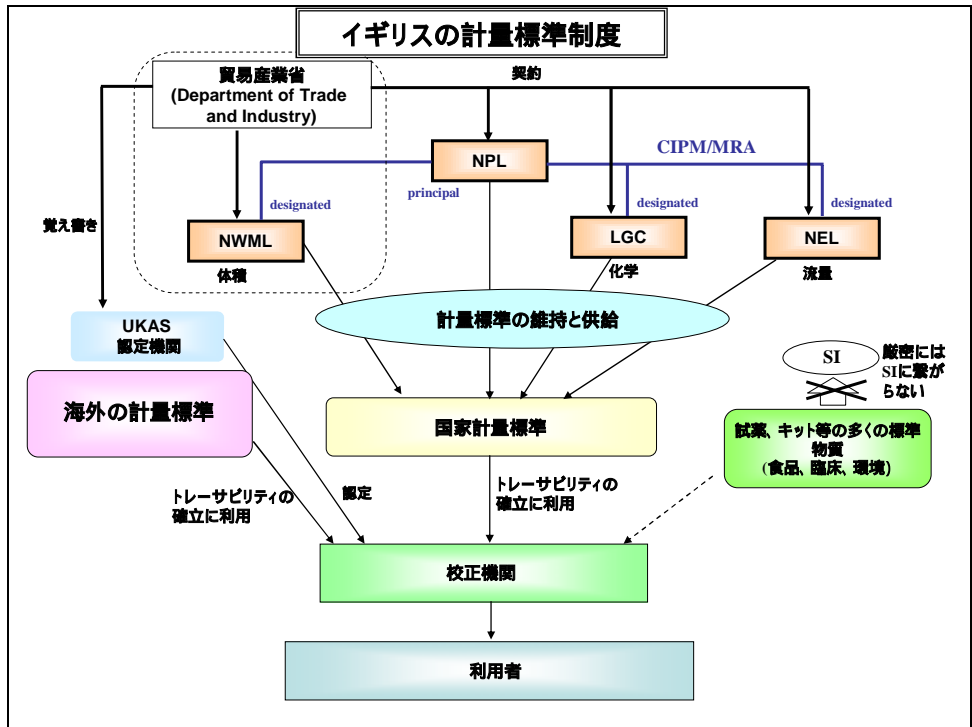 イギリスの計量標準制度
貿易産業省
(Department of Trade
and Industry)
契約
NPL
CIPM/MRA
designated
principal
designated
designated
覚え書き
NWML
LGC
NEL
体積
化学
流量
計量標準の維持と供給
UKAS
認定機関
SI
厳密には
SIに繋が
らない
海外の計量標準
国家計量標準
試薬、キット等の多くの標準
物質
(食品、臨床、環境)
トレーサビリティの
確立に利用
認定
トレーサビリティの
確立に利用
校正機関
利用者